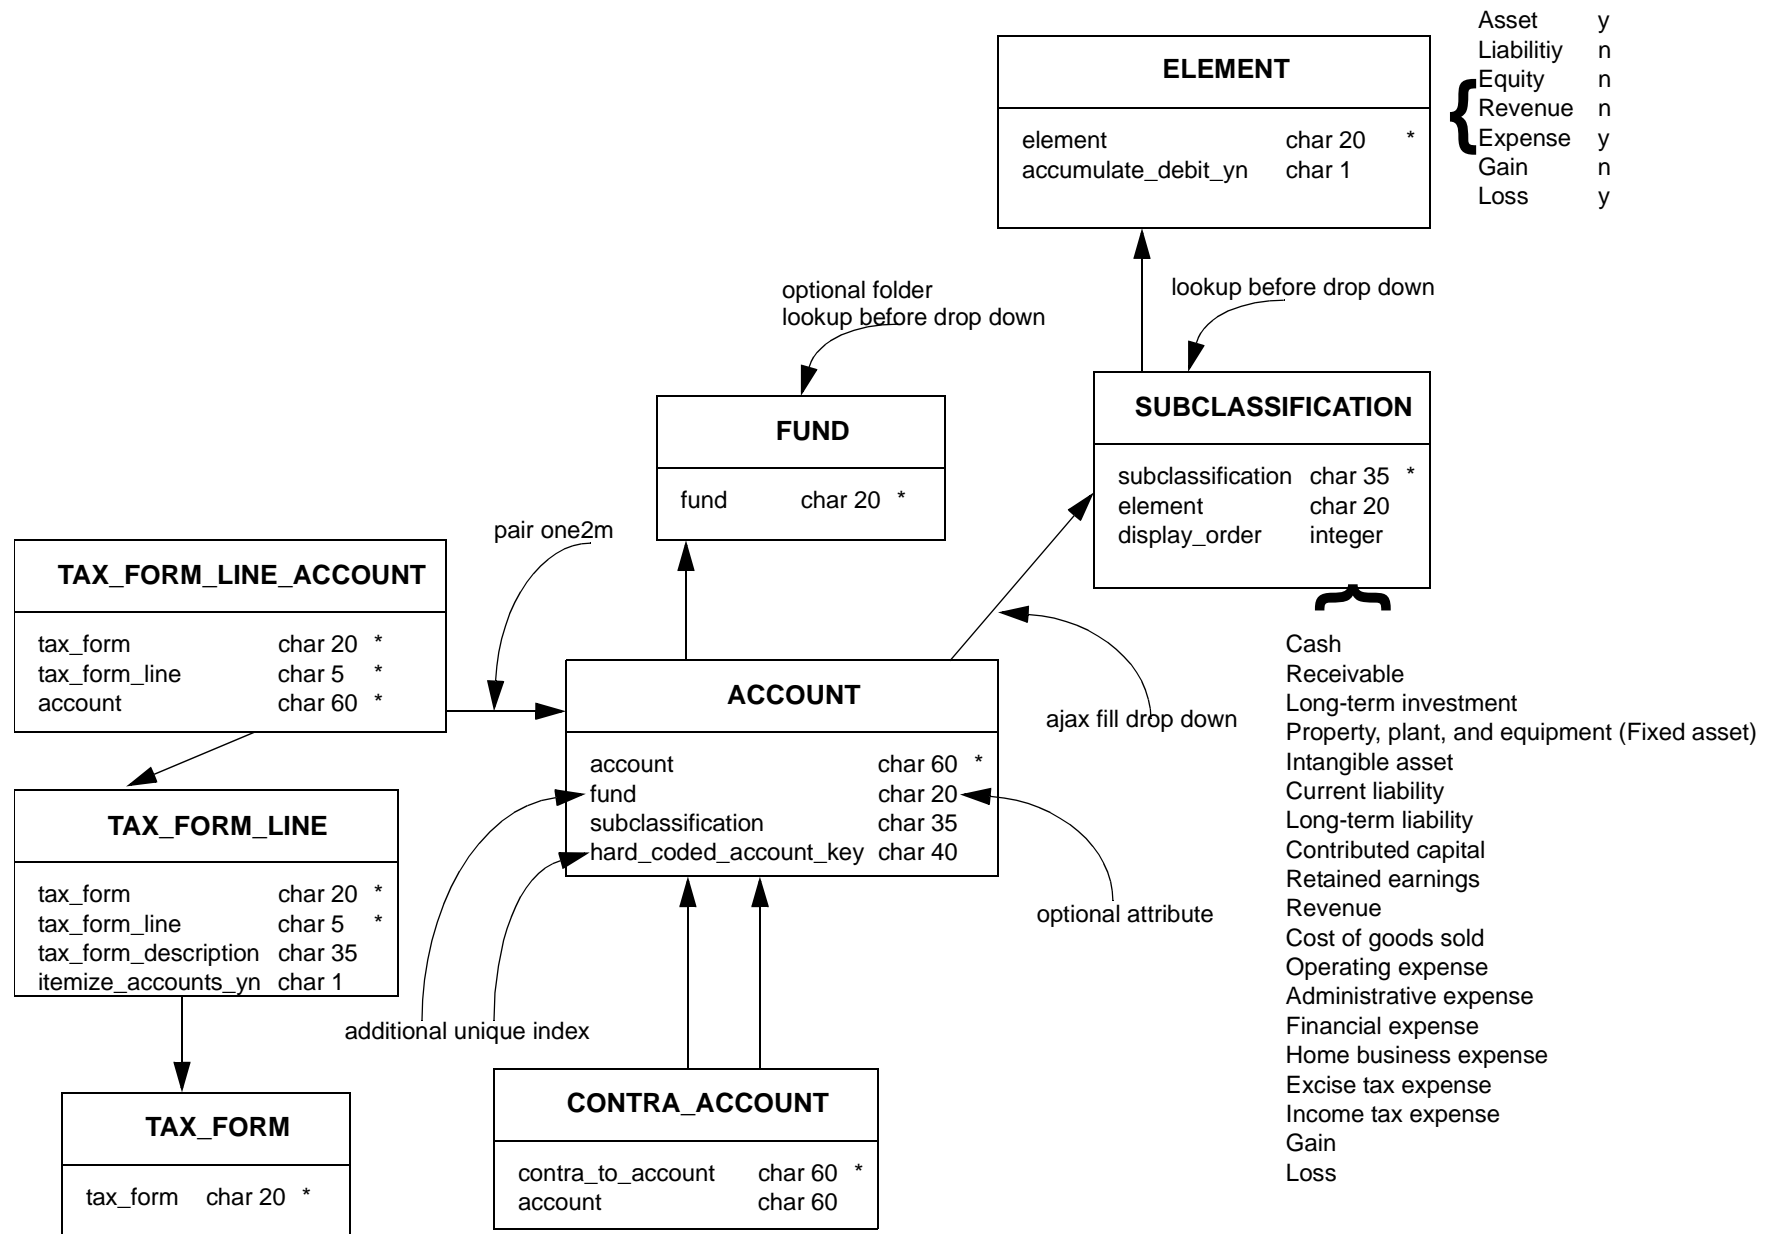 Asset y
Liabilitiy n
Equity n
Revenue n
Expense y
Gain n
Loss y
ELEMENT
element char 20 *
accumulate_debit_yn char 1
optional folder
lookup before drop down
lookup before drop down
FUND
fund char 20 *
SUBCLASSIFICATION
subclassification char 35 *
element char 20
display_order integer
pair one2m
TAX_FORM_LINE_ACCOUNT
tax_form char 20 *
tax_form_line char 5 *
account char 60 *
ACCOUNT
account char 60 *
fund char 20
subclassification char 35
hard_coded_account_key char 40
ajax fill drop down
Cash
Receivable
Long-term investment
Property, plant, and equipment (Fixed asset)
Intangible asset
Current liability
Long-term liability
Contributed capital
Retained earnings
Revenue
Cost of goods sold
Operating expense
Administrative expense
Financial expense
Home business expense
Excise tax expense
Income tax expense
Gain
Loss
TAX_FORM_LINE
tax_form char 20 *
tax_form_line char 5 *
tax_form_description char 35
itemize_accounts_yn char 1
optional attribute
additional unique index
TAX_FORM
tax_form char 20 *
CONTRA_ACCOUNT
contra_to_account char 60 *
account char 60